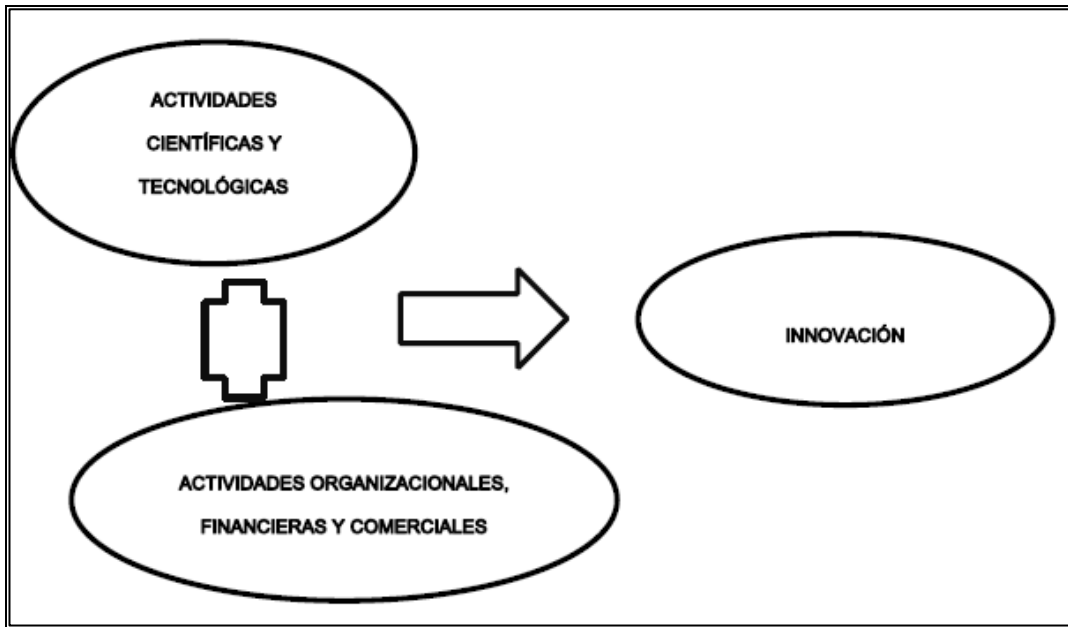 ACTIVIDADES
CIENTÍFICAS Y
TECNOLÓGICAS
INNOVACIÓN
ACTIVIDADES ORGANIZACIONALES,
FINANCIERAS Y COMERCIALES